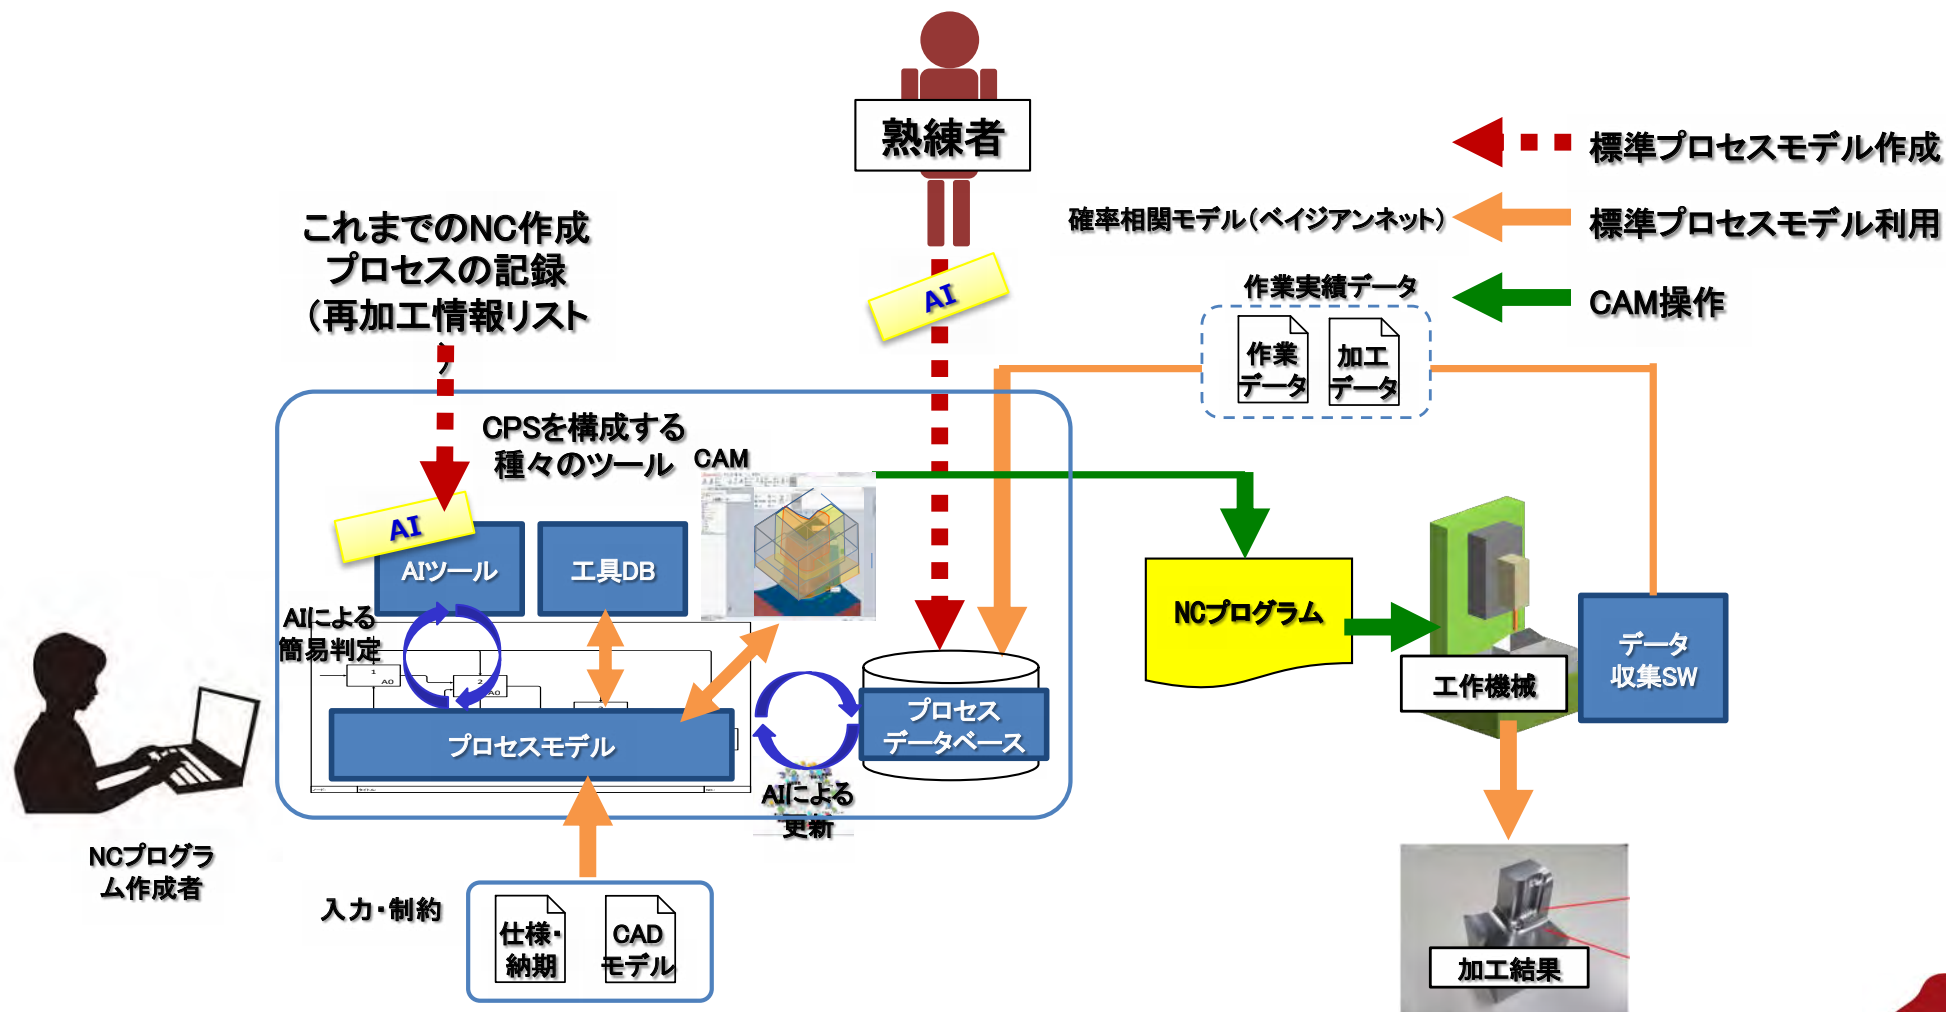 熟練者
標準プロセスモデル作成
確率相関モデル（ベイジアンネット）
標準プロセスモデル利用
CAM操作
これまでのNC作成
プロセスの記録
（再加工情報リスト
）
AI
作業実績データ
作業
データ
加工
データ
CPSを構成する
種々のツール
CAM
AI
AIツール
工具DB
AIによる
簡易判定
1
A0
2
A0
プロセスモデル
プロセス
データベース
AIによる
更新
NCプログラム
工作機械
データ
収集SW
NCプログラ
ム作成者
入力・制約
仕様・
納期
CAD
モデル
加工結果